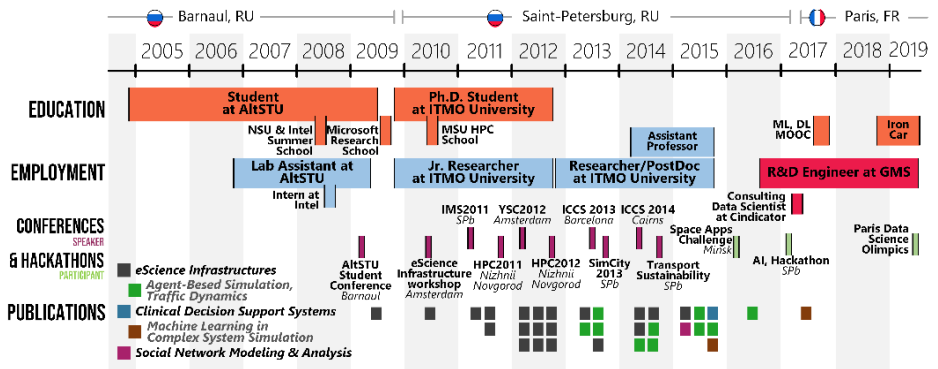 Barnaul, RU
Saint-Petersburg, RU
Paris, FR
2005 2006 2007 2008 2009 2010 2011 2012 2013 2014 2015 2016 2017 2018 2019
EDUCATION
Student
at AltSTU
Ph.D. Student
at ITMO University
NSU & Intel
Summer
School
Microsoft
Research
School
MSU HPC
School
Assistant
Professor
ML, DL
MOOC
Iron
Car
EMPLOYMENT
Lab Assistant at
AltSTU
Jr. Researcher
at ITMO University
Researcher/PostDoc
at ITMO University
R&D Engineer at GMS
Intern at
Intel
Consulting
Data Scientist
at Cindicator
CONFERENCES
SPEAKER
& HACKATHONS
PARTICIPANT
IMS2011
SPb
YSC2012
Amsterdam
ICCS 2013
Barcelona
ICCS 2014
Cairns
Space Apps
Challenge
Minsk
Paris Data
Science
Olimpics
AltSTU
Student
Conference
Barnaul
eScience
Infrastructure
workshop
Amsterdam
HPC2011
Nizhnii
Novgorod
HPC2012
Nizhnii
Novgorod
SimCity
2013
SPb
Transport
Sustainability
SPb
AI, Hackathon
SPb
eScience Infrastructures
Agent-Based Simulation,
Traffic Dynamics
PUBLICATIONS
Clinical Decision Support Systems
Machine Learning in
Complex System Simulation
Social Network Modeling & Analysis